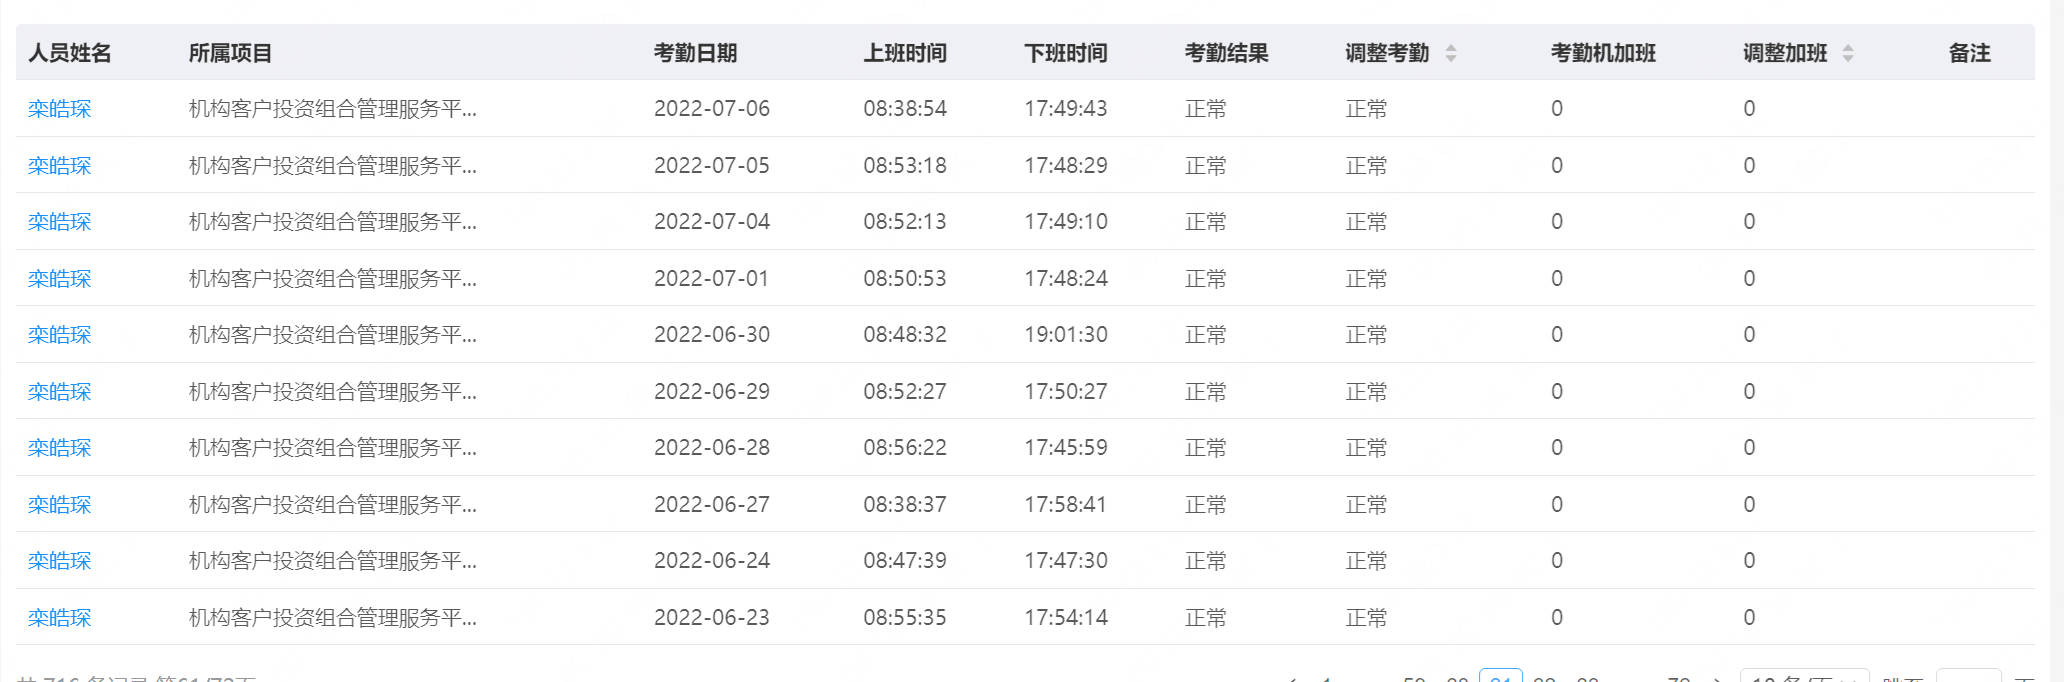 人员姓名 所属项目 考勤日期 上班时间 下班时间 考勤结果 调整考勤 考勤机加班 调整加班 备注
栾皓琛 机构客户投资组合管理服务平... 2022-07-06 08:38:54 17:49:43 正常 正常 0 0
栾皓琛 机构客户投资组合管理服务平... 2022-07-05 08:53:18 17:48:29 正常 正常 0 0
栾皓琛 机构客户投资组合管理服务平... 2022-07-04 08:52:13 17:49:10 正常 正常 0 0
栾皓琛 机构客户投资组合管理服务平... 2022-07-01 08:50:53 17:48:24 正常 正常 0 0
栾皓琛 机构客户投资组合管理服务平... 2022-06-30 08:48:32 19:01:30 正常 正常 0 0
栾皓琛 机构客户投资组合管理服务平... 2022-06-29 08:52:27 17:50:27 正常 正常 0 0
栾皓琛 机构客户投资组合管理服务平... 2022-06-28 08:56:22 17:45:59 正常 正常 0 0
栾皓琛 机构客户投资组合管理服务平... 2022-06-27 08:38:37 17:58:41 正常 正常 0 0
栾皓琛 机构客户投资组合管理服务平... 2022-06-24 08:47:39 17:47:30 正常 正常 0 0
栾皓琛 机构客户投资组合管理服务平... 2022-06-23 08:55:35 17:54:14 正常 正常 0 0